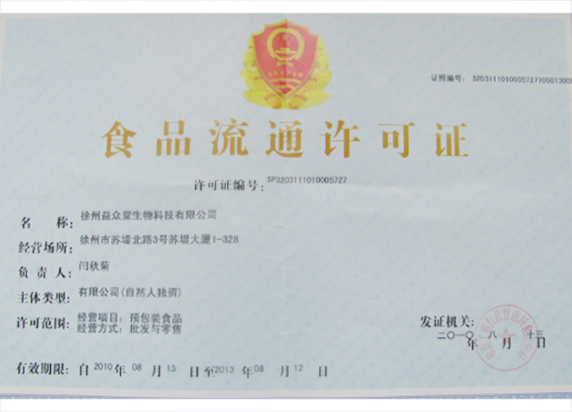 证照编号: 3203111010005727100813005
食品流通许可证
许可证编号: SP3203111010005727
名 称: 徐州益众堂生物科技有限公司
经营场所: 徐州市苏堤北路3号苏堤大厦1-328
负 责 人: 闫秋菊
主体类型: 有限公司(自然人独资)
许可范围: 经营项目: 预包装食品
经营方式: 批发与零售
发证机关:
二〇一〇年 八 月 十三 日
有效期限: 自 2010 年 08 月 13 日 至 2013 年 08 月 12 日